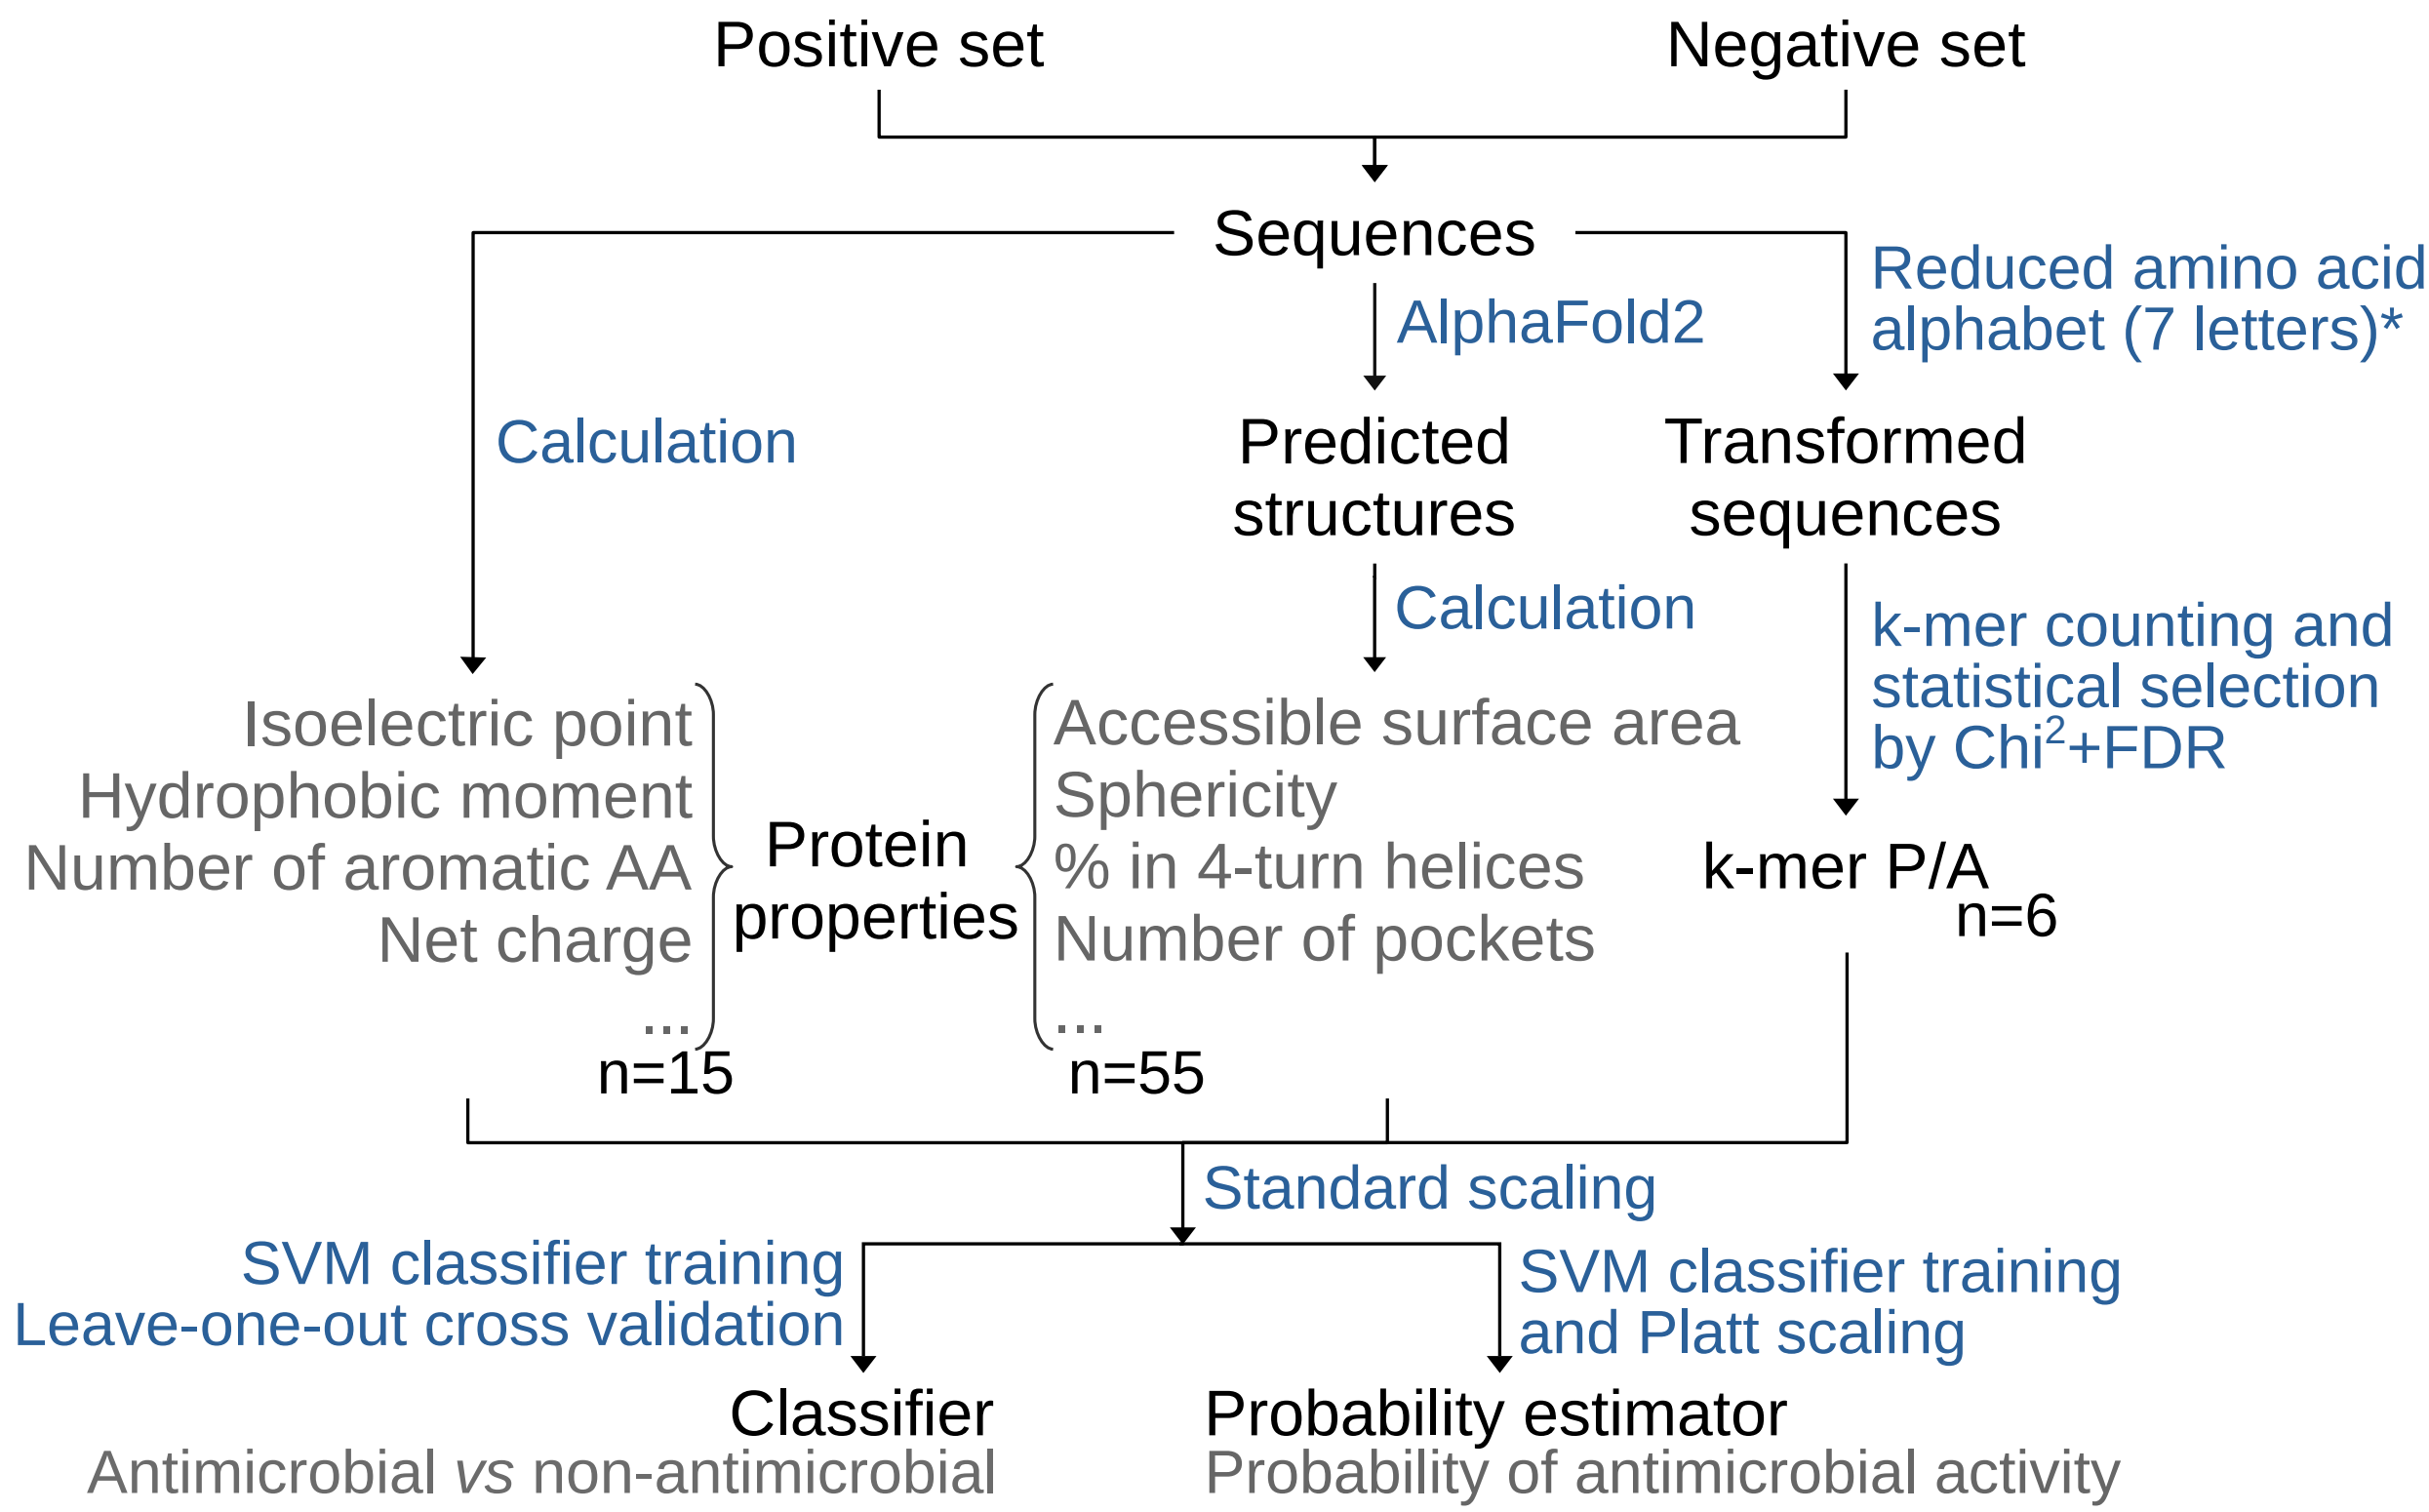 Positive set
Negative set
Sequences
Reduced amino acid
alphabet (7 letters)*
AlphaFold2
Calculation
Predicted
structures
Transformed
sequences
Calculation
k-mer counting and
statistical selection
by Chi²+FDR
Isoelectric point
Hydrophobic moment
Number of aromatic AA
Net charge
...
n=15
Protein
properties
Accessible surface area
Sphericity
% in 4-turn helices
Number of pockets
...
n=55
k-mer P/A
n=6
Standard scaling
SVM classifier training
Leave-one-out cross validation
SVM classifier training
and Platt scaling
Classifier
Antimicrobial vs non-antimicrobial
Probability estimator
Probability of antimicrobial activity